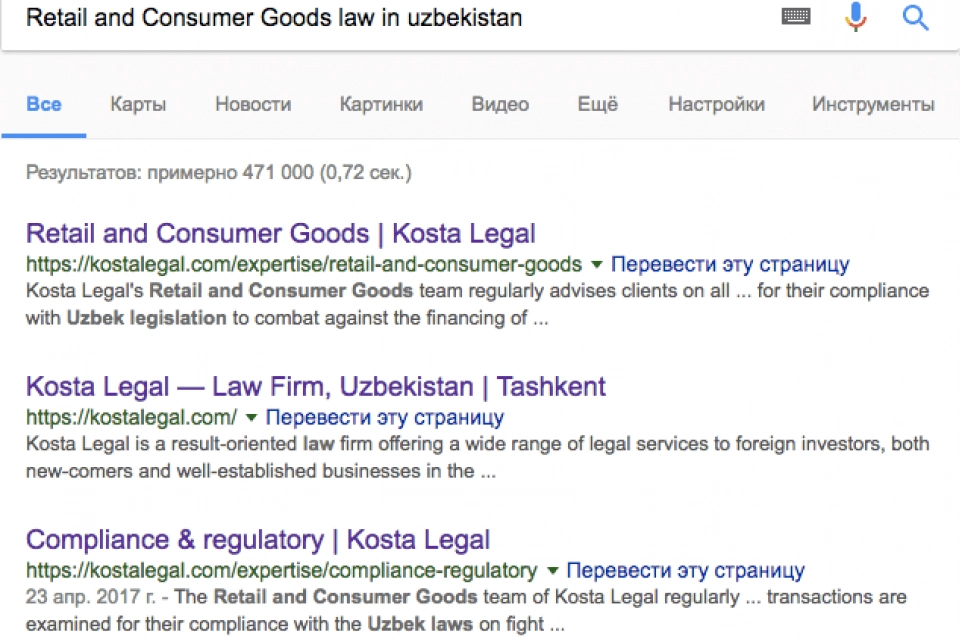 Retail and Consumer Goods law in uzbekistan
Все Карты Новости Картинки Видео Ещё Настройки Инструменты
Результатов: примерно 471 000 (0,72 сек.)
Retail and Consumer Goods | Kosta Legal
https://kostalegal.com/expertise/retail-and-consumer-goods ▼ Перевести эту страницу
Kosta Legal's Retail and Consumer Goods team regularly advises clients on all ... for their compliance
with Uzbek legislation to combat against the financing of ...
Kosta Legal — Law Firm, Uzbekistan | Tashkent
https://kostalegal.com/ ▼ Перевести эту страницу
Kosta Legal is a result-oriented law firm offering a wide range of legal services to foreign investors, both
new-comers and well-established businesses in the ...
Compliance & regulatory | Kosta Legal
https://kostalegal.com/expertise/compliance-regulatory ▼ Перевести эту страницу
23 апр. 2017 г. - The Retail and Consumer Goods team of Kosta Legal regularly ... transactions are
examined for their compliance with the Uzbek laws on fight ...